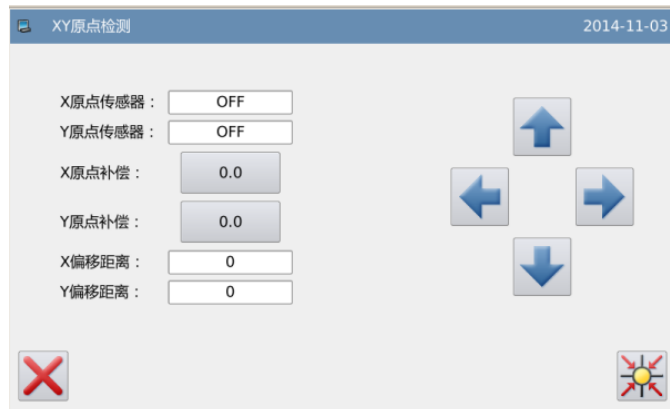 XY原点检测 2014-11-03
X原点传感器： OFF
Y原点传感器： OFF
X原点补偿： 0.0
Y原点补偿： 0.0
X偏移距离： 0
Y偏移距离： 0